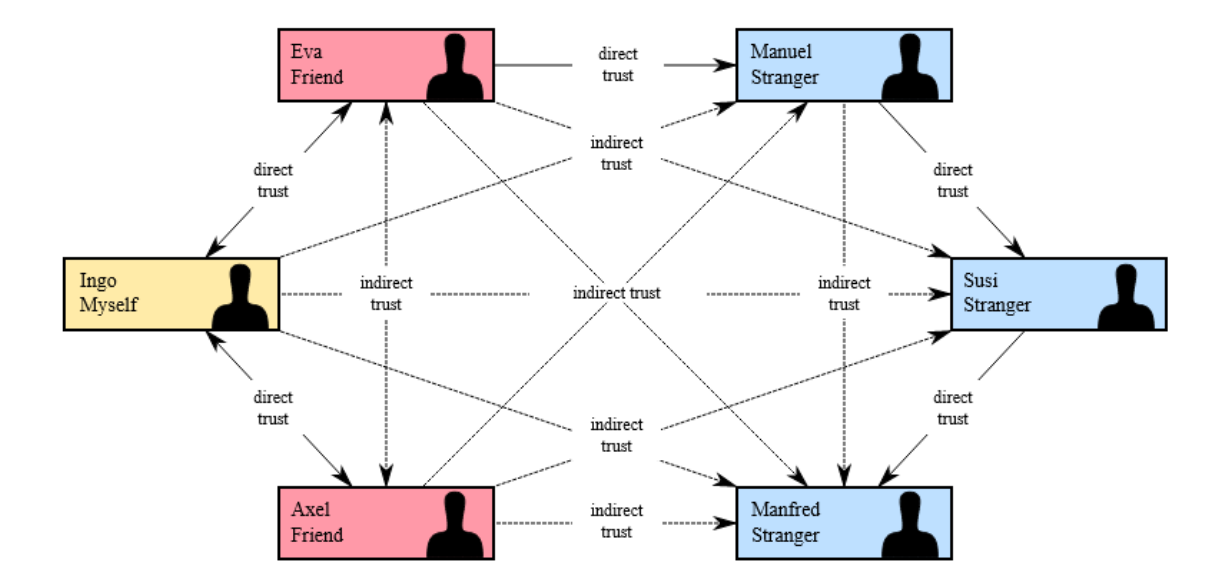 Eva
Friend
direct
trust
Manuel
Stranger
indirect
trust
direct
trust
direct
trust
Ingo
Myself
indirect
trust
indirect trust
indirect
trust
Susi
Stranger
direct
trust
indirect
trust
direct
trust
Axel
Friend
indirect
trust
Manfred
Stranger